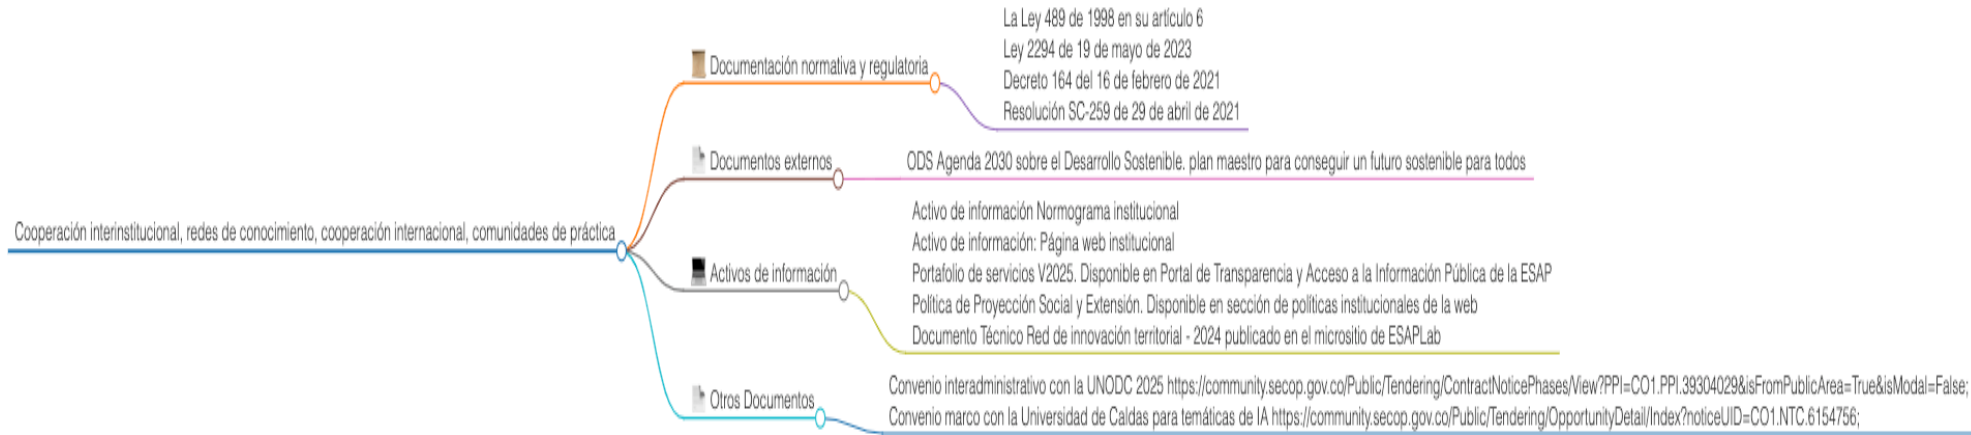 Cooperación interinstitucional, redes de conocimiento, cooperación internacional, comunidades de práctica
Documentación normativa y regulatoria
La Ley 489 de 1998 en su artículo 6
Ley 2294 de 19 de mayo de 2023
Decreto 164 del 16 de febrero de 2021
Resolución SC-259 de 29 de abril de 2021
Documentos externos
ODS Agenda 2030 sobre el Desarrollo Sostenible. plan maestro para conseguir un futuro sostenible para todos
Activos de información
Activo de información Normograma institucional
Activo de información: Página web institucional
Portafolio de servicios V2025. Disponible en Portal de Transparencia y Acceso a la Información Pública de la ESAP
Política de Proyección Social y Extensión. Disponible en sección de políticas institucionales de la web
Documento Técnico Red de innovación territorial - 2024 publicado en el micrositio de ESAPLab
Otros Documentos
Convenio interadministrativo con la UNODC 2025 https://community.secop.gov.co/Public/Tendering/ContractNoticePhases/View?PPI=CO1.PPI.39304029&isFromPublicArea=True&isModal=False;
Convenio marco con la Universidad de Caldas para temáticas de IA https://community.secop.gov.co/Public/Tendering/OpportunityDetail/Index?noticeUID=CO1.NTC.6154756;